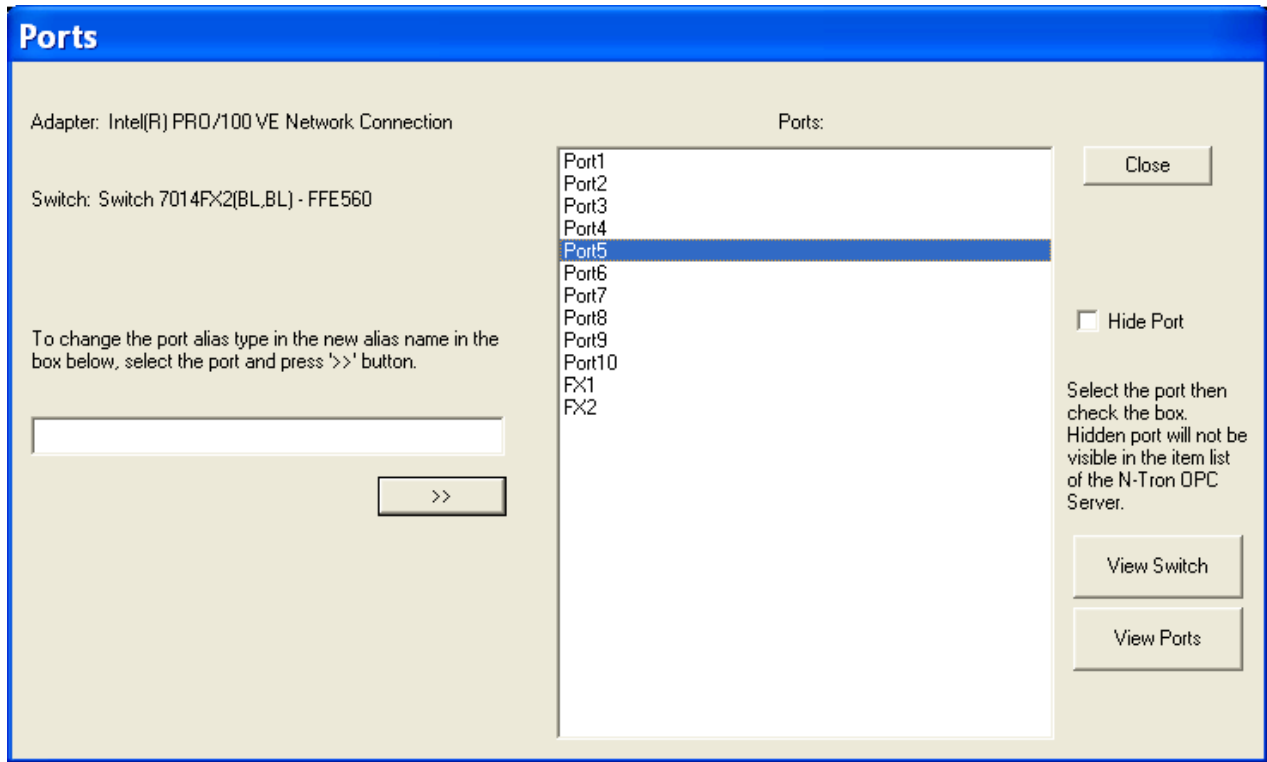 Ports
Adapter: Intel(R) PRO/100 VE Network Connection
Switch: Switch 7014FX2(BL,BL) - FFE560
To change the port alias type in the new alias name in the
box below, select the port and press '>>' button.
>>
Ports:
Port1
Port2
Port3
Port4
Port5
Port6
Port7
Port8
Port9
Port10
FX1
FX2
Close
Hide Port
Select the port then
check the box.
Hidden port will not be
visible in the item list
of the N-Tron OPC
Server.
View Switch
View Ports